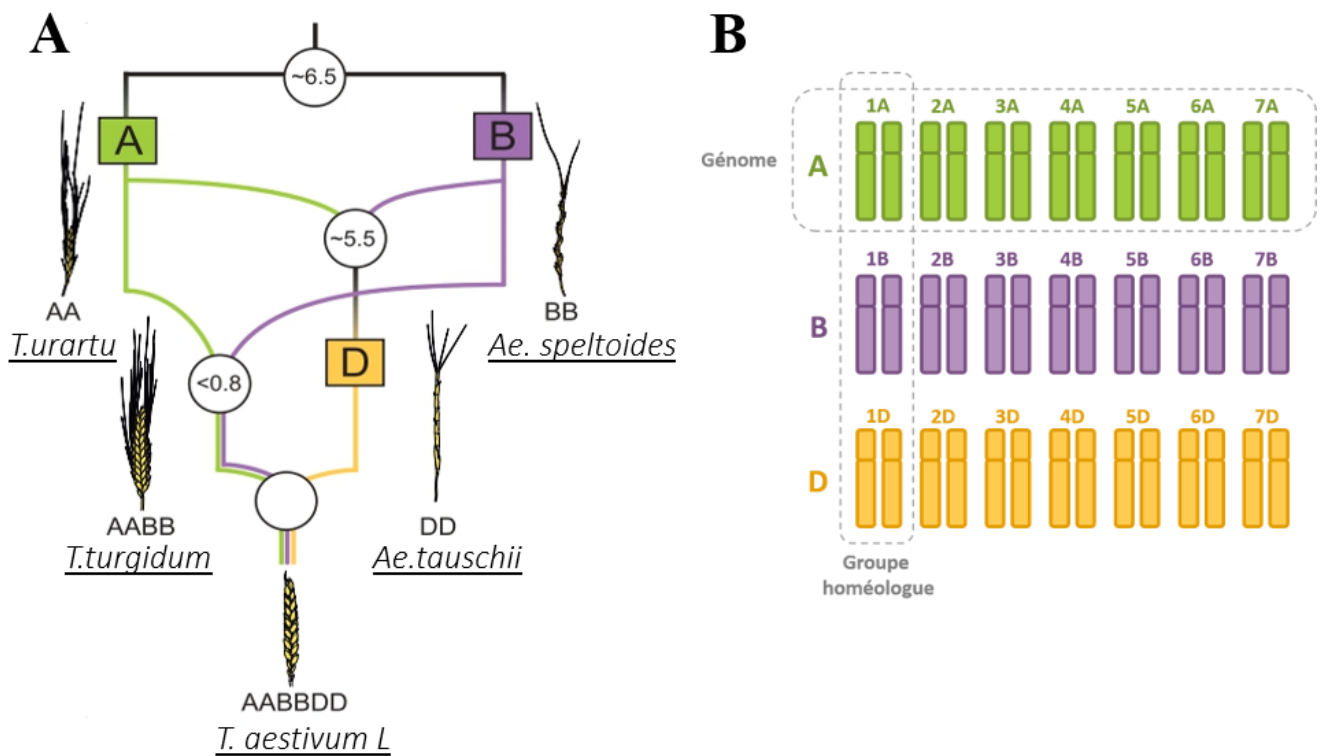 A
~6.5
A
B
~5.5
AA
T.urartu
BB
Ae. speltoides
D
<0.8
AABB
T.turgidum
DD
Ae.tauschii
AABBDD
T. aestivum L
B
1A 2A 3A 4A 5A 6A 7A
Génome
A
1B 2B 3B 4B 5B 6B 7B
B
1D 2D 3D 4D 5D 6D 7D
D
Groupe
homéologue